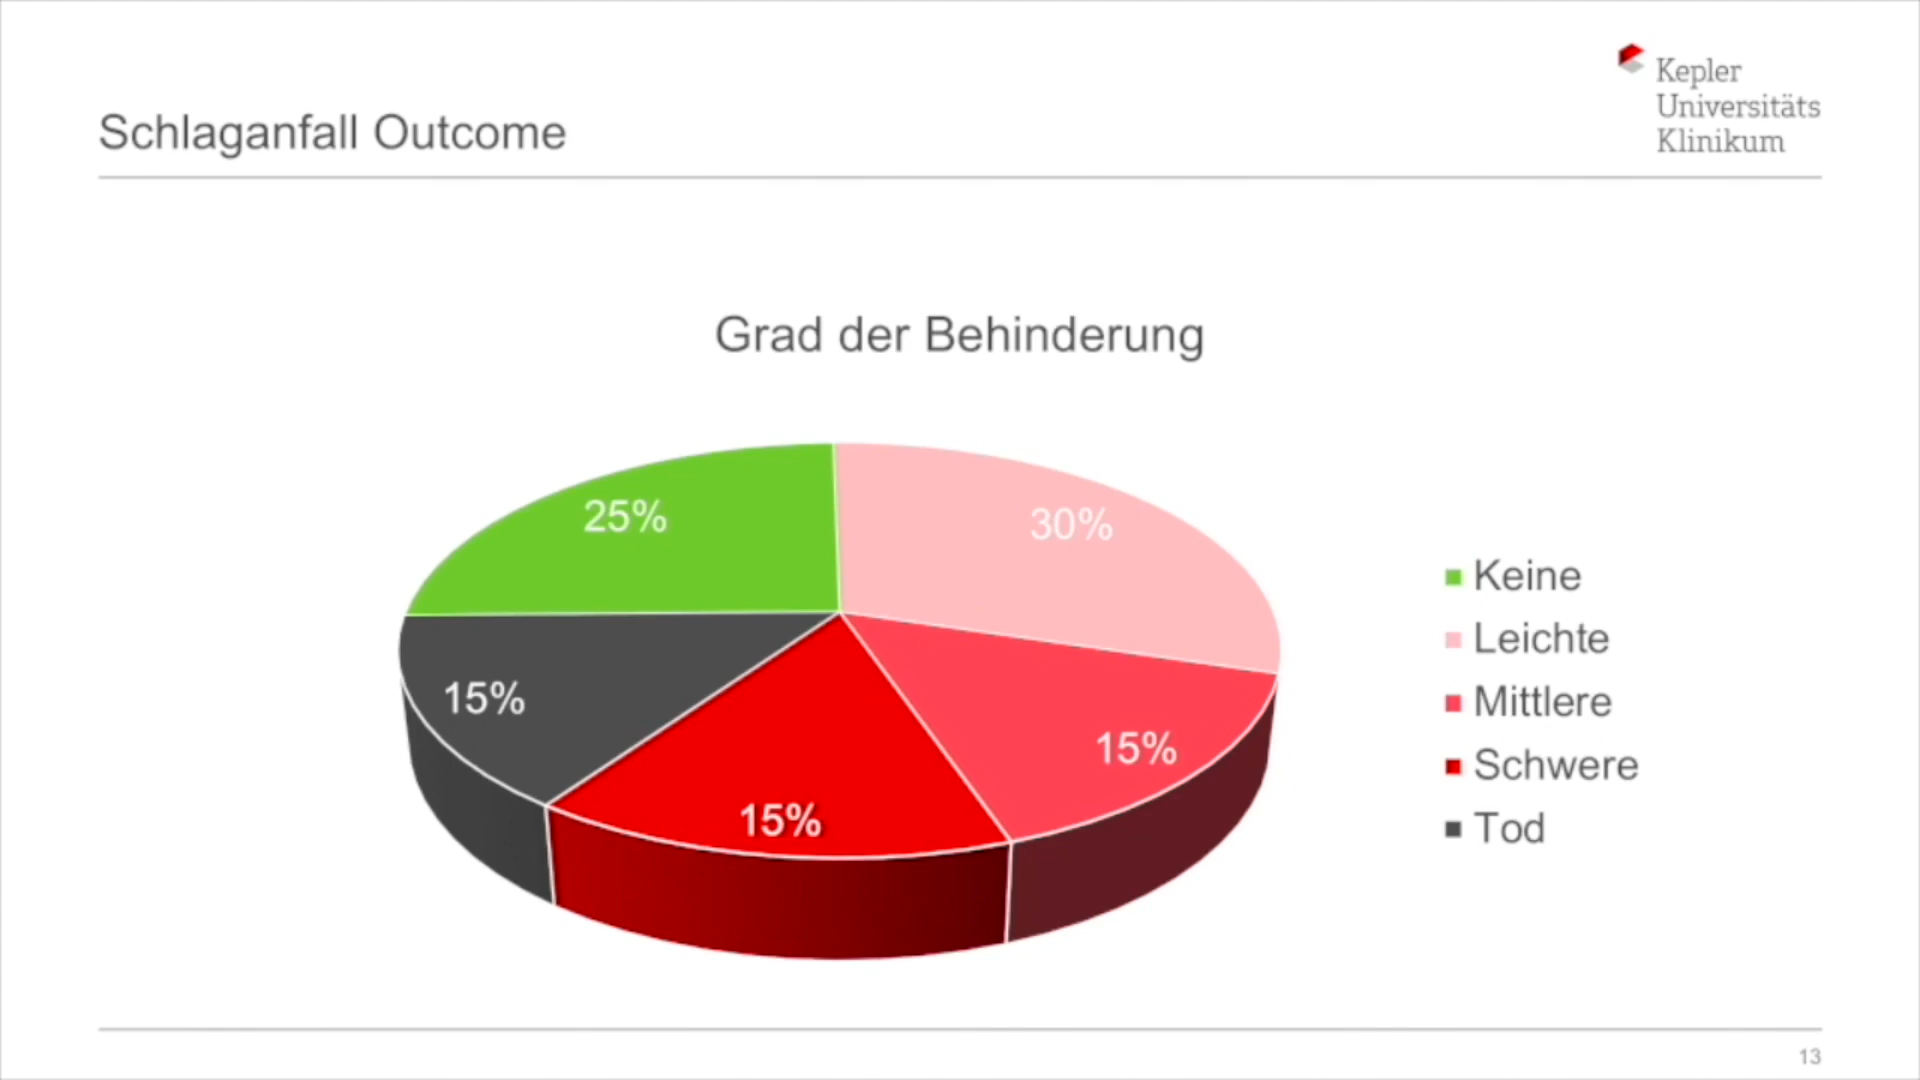 Kepler
Universitäts
Klinikum
Schlaganfall Outcome
Grad der Behinderung
25%
30%
15%
15%
15%
Keine
Leichte
Mittlere
Schwere
Tod
13